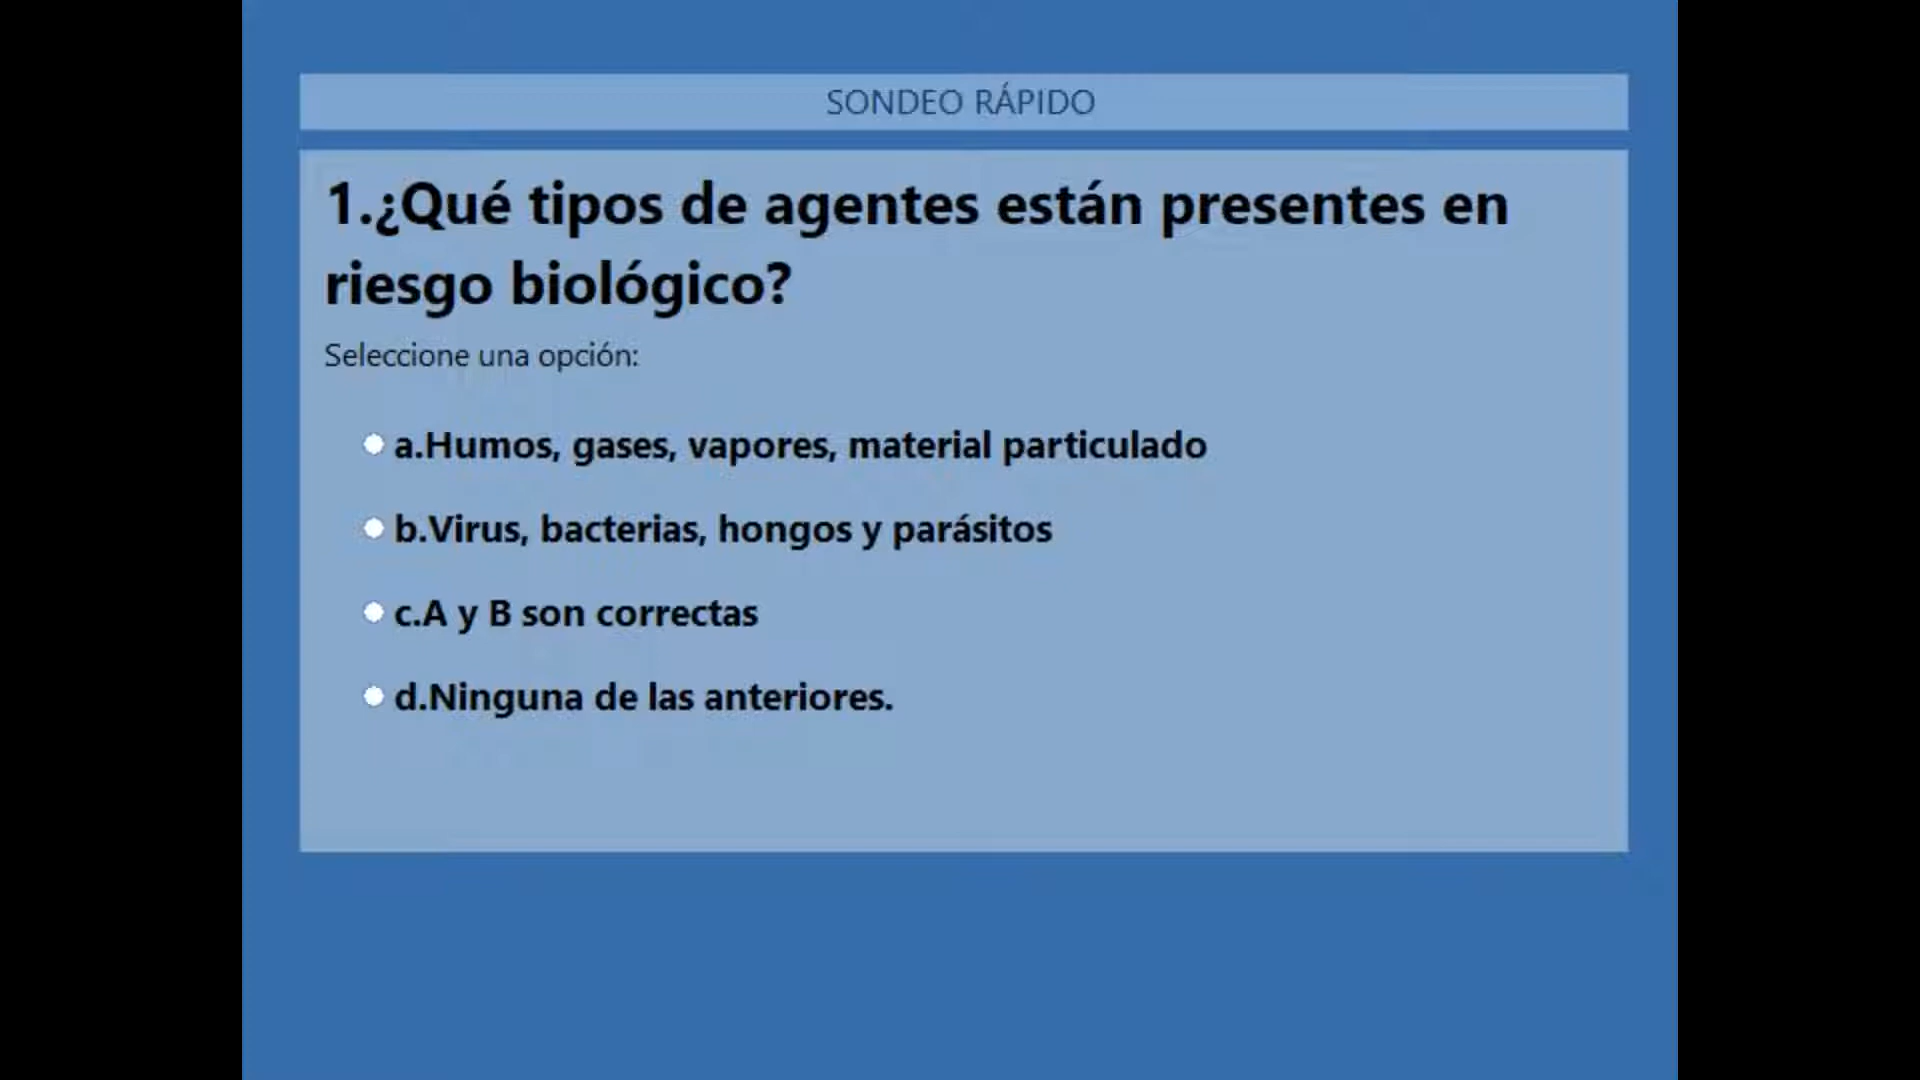 SONDEO RÁPIDO
1.¿Qué tipos de agentes están presentes en
riesgo biológico?
Seleccione una opción:
a.Humos, gases, vapores, material particulado
b.Virus, bacterias, hongos y parásitos
c.A y B son correctas
d.Ninguna de las anteriores.